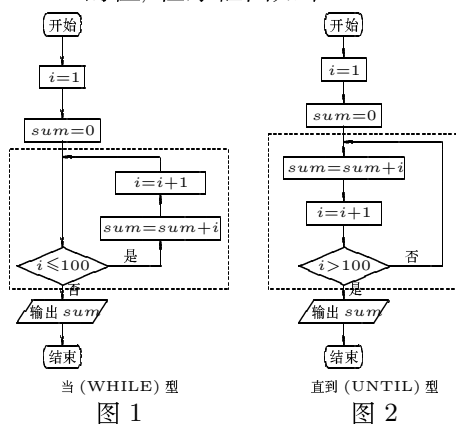 开始
i=1
sum=0
i=i+1
sum=sum+i
i≤100
是
否
输出 sum
结束
当 (WHILE) 型
图 1
开始
i=1
sum=0
sum=sum+i
i=i+1
i>100
否
是
输出 sum
结束
直到 (UNTIL) 型
图 2